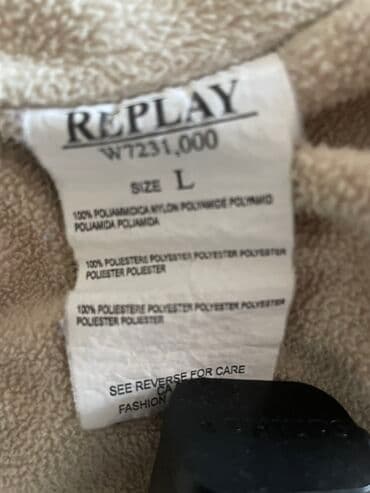 REPLAY
W7231,000
SIZE L
100% POLIAMMIDICA NYLON POLYAMIDE POLYAMID
POLIAMIDA POLIAMIDA
100% POLIESTERE POLYESTER POLYESTER POLYESTER
POLIESTER POLIESTER
100% POLIESTERE POLYESTER POLYESTER POLYESTER
POLIESTER POLIESTER
SEE REVERSE FOR CARE
CA
FASHION